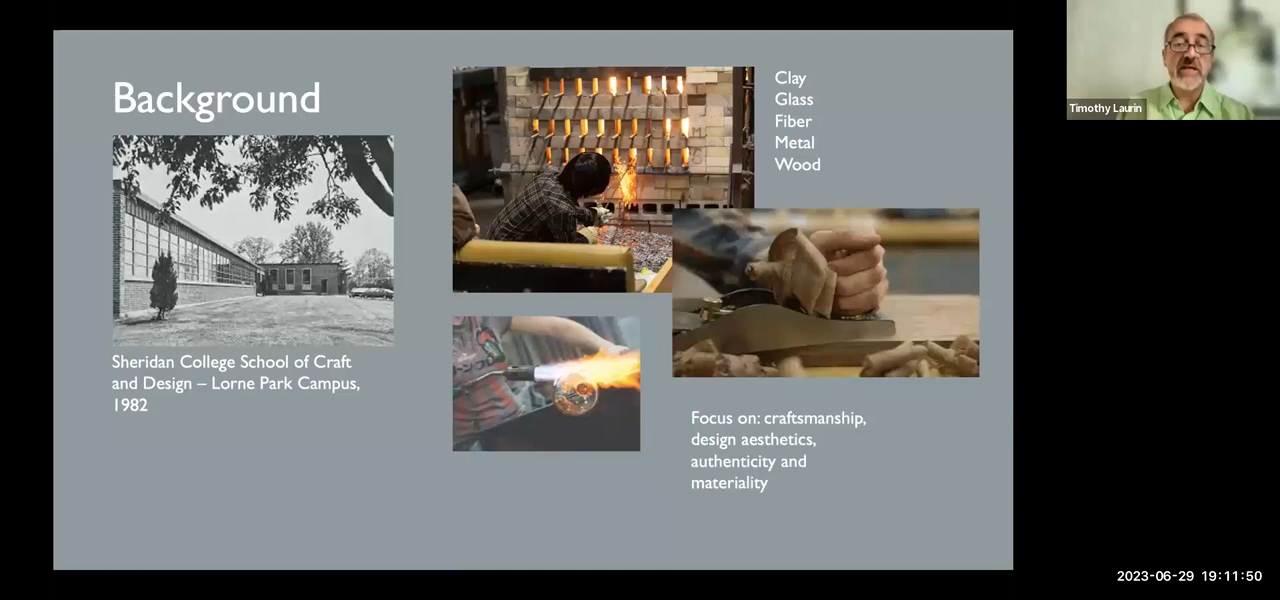 Background
Sheridan College School of Craft
and Design – Lorne Park Campus,
1982
Clay
Glass
Fiber
Metal
Wood
Focus on: craftsmanship,
design aesthetics,
authenticity and
materiality
Timothy Laurin
2023-06-29 19:11:50